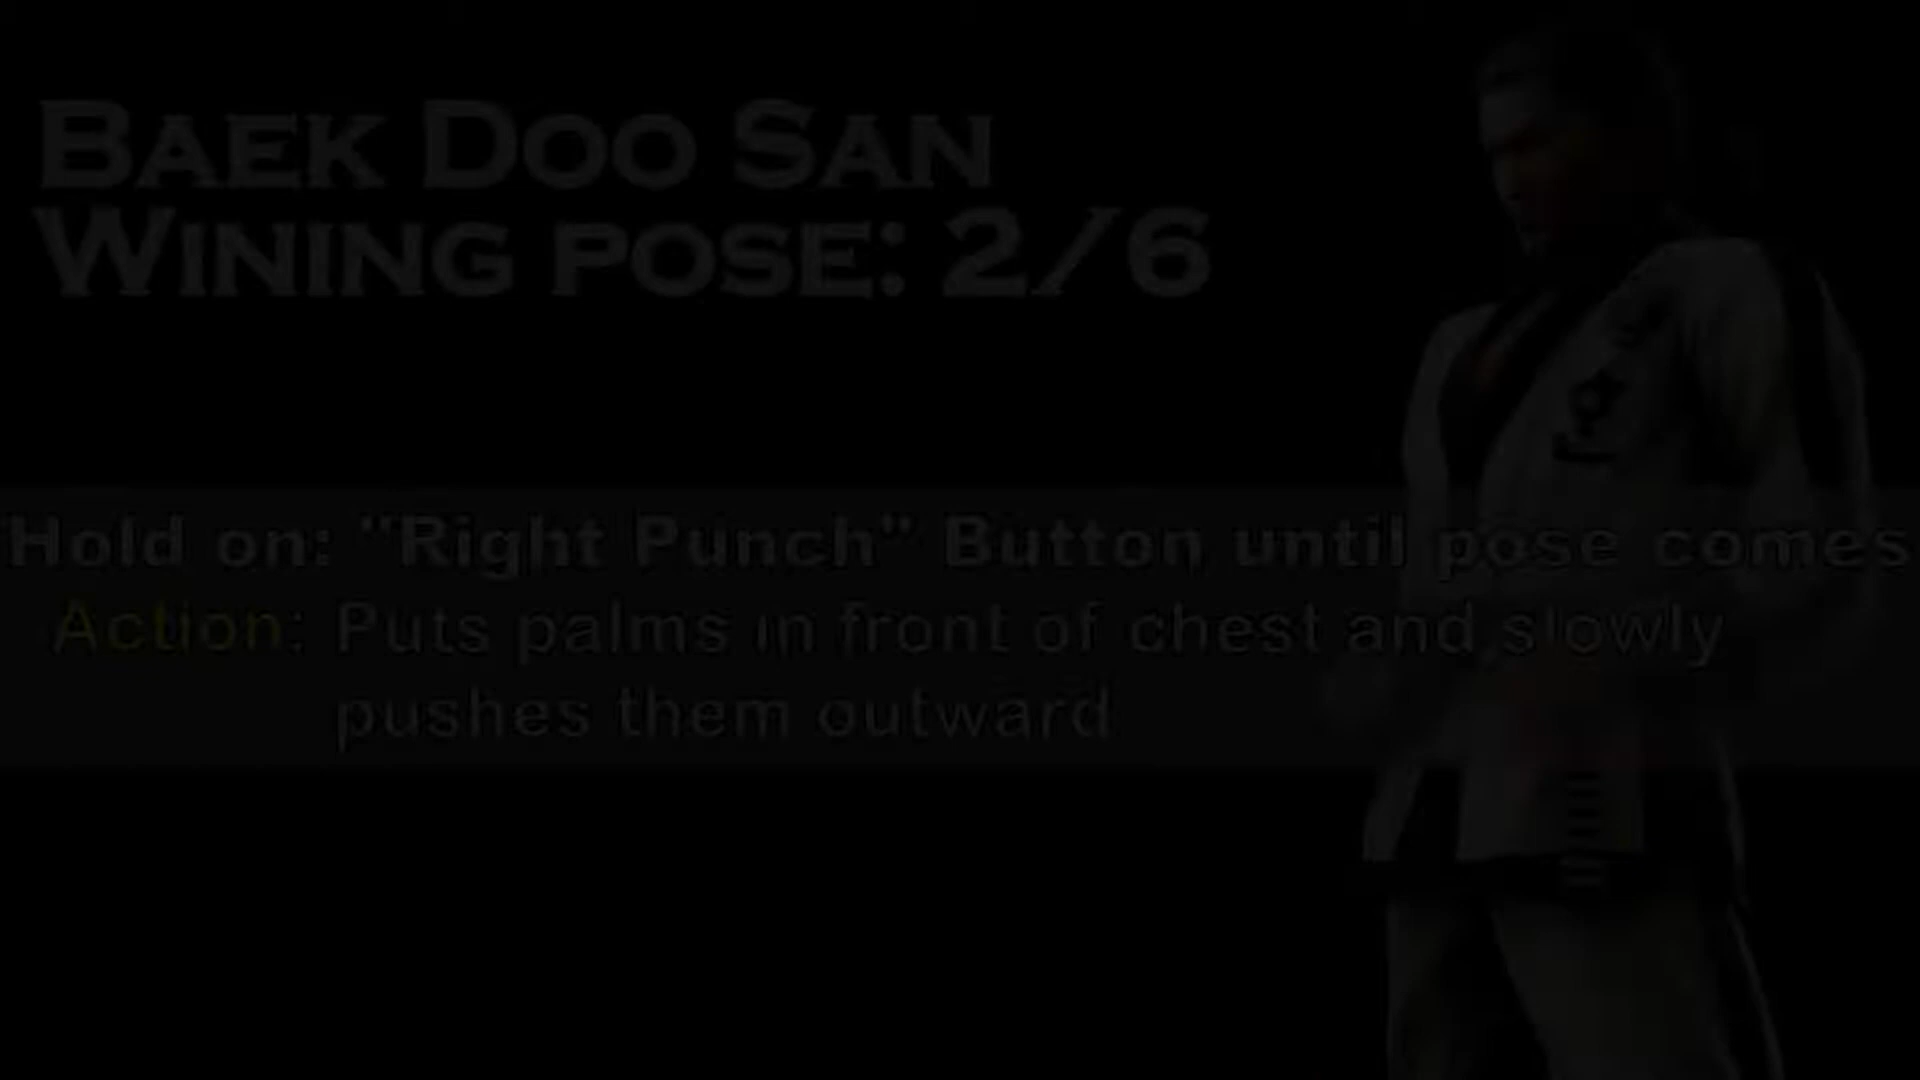 BAEK DOO SAN
WINING POSE: 2/6
Hold on: "Right Punch" Button until pose comes
Action: Puts palms in front of chest and slowly
pushes them outward